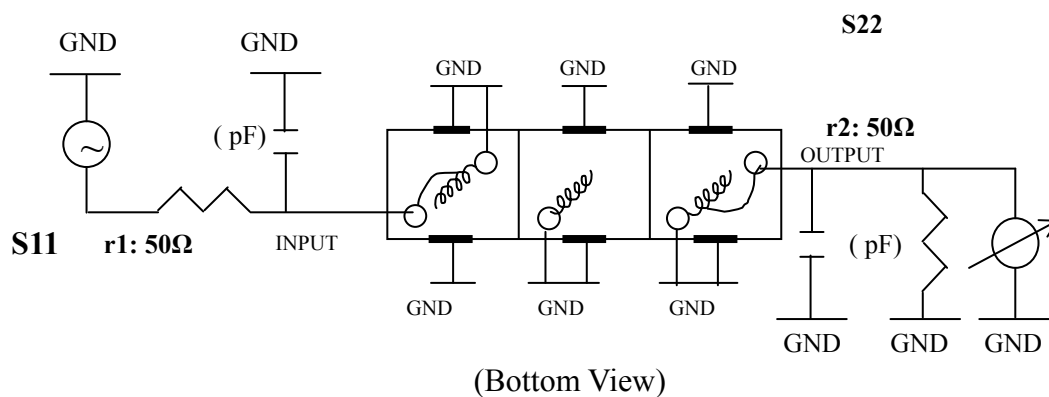 S22
GND
GND
GND
GND
GND
( pF)
r2: 50Ω
OUTPUT
S11
r1: 50Ω
INPUT
( pF)
GND
GND
GND
GND
GND
GND
(Bottom View)